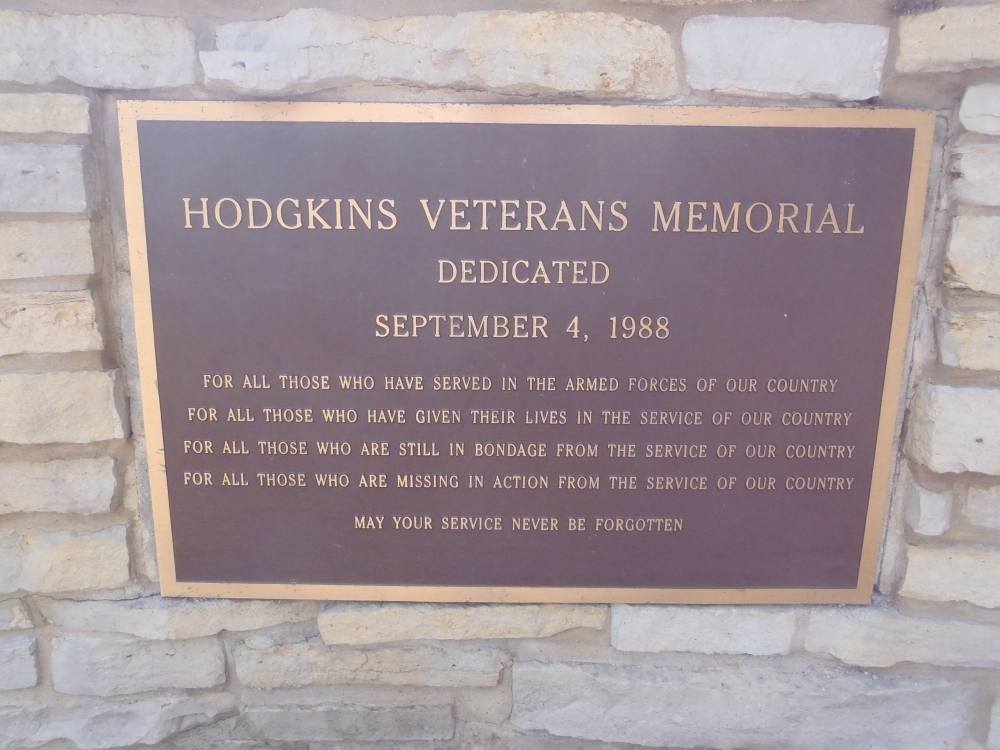 HODGKINS VETERANS MEMORIAL
DEDICATED
SEPTEMBER 4, 1988
FOR ALL THOSE WHO HAVE SERVED IN THE ARMED FORCES OF OUR COUNTRY
FOR ALL THOSE WHO HAVE GIVEN THEIR LIVES IN THE SERVICE OF OUR COUNTRY
FOR ALL THOSE WHO ARE STILL IN BONDAGE FROM THE SERVICE OF OUR COUNTRY
FOR ALL THOSE WHO ARE MISSING IN ACTION FROM THE SERVICE OF OUR COUNTRY
MAY YOUR SERVICE NEVER BE FORGOTTEN